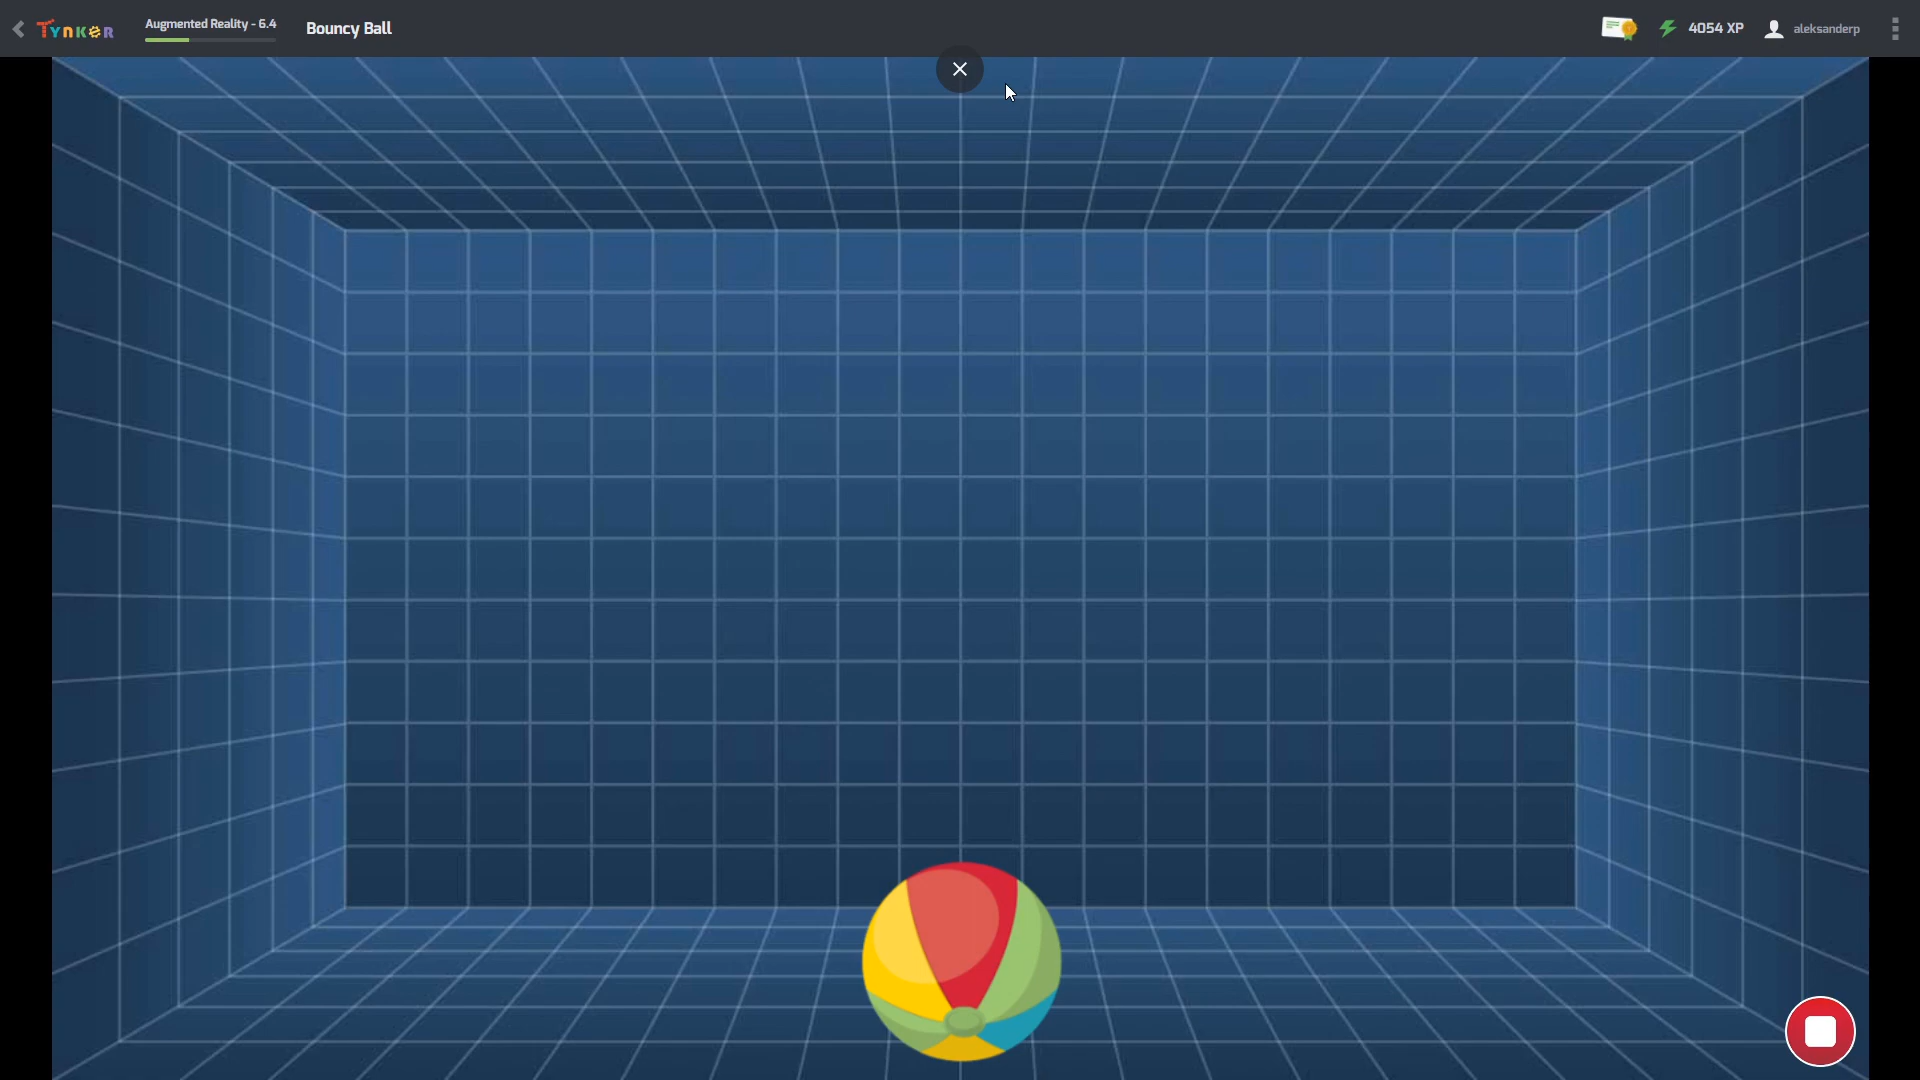 TYNKER
Augmented Reality - 6.4
Bouncy Ball
4054 XP
aleksanderp